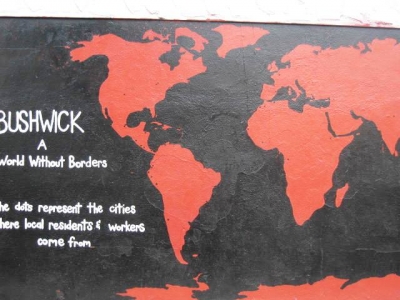 BUSHWICK
A
World Without Borders
he dots represent the cities
here local residents & workers
come from